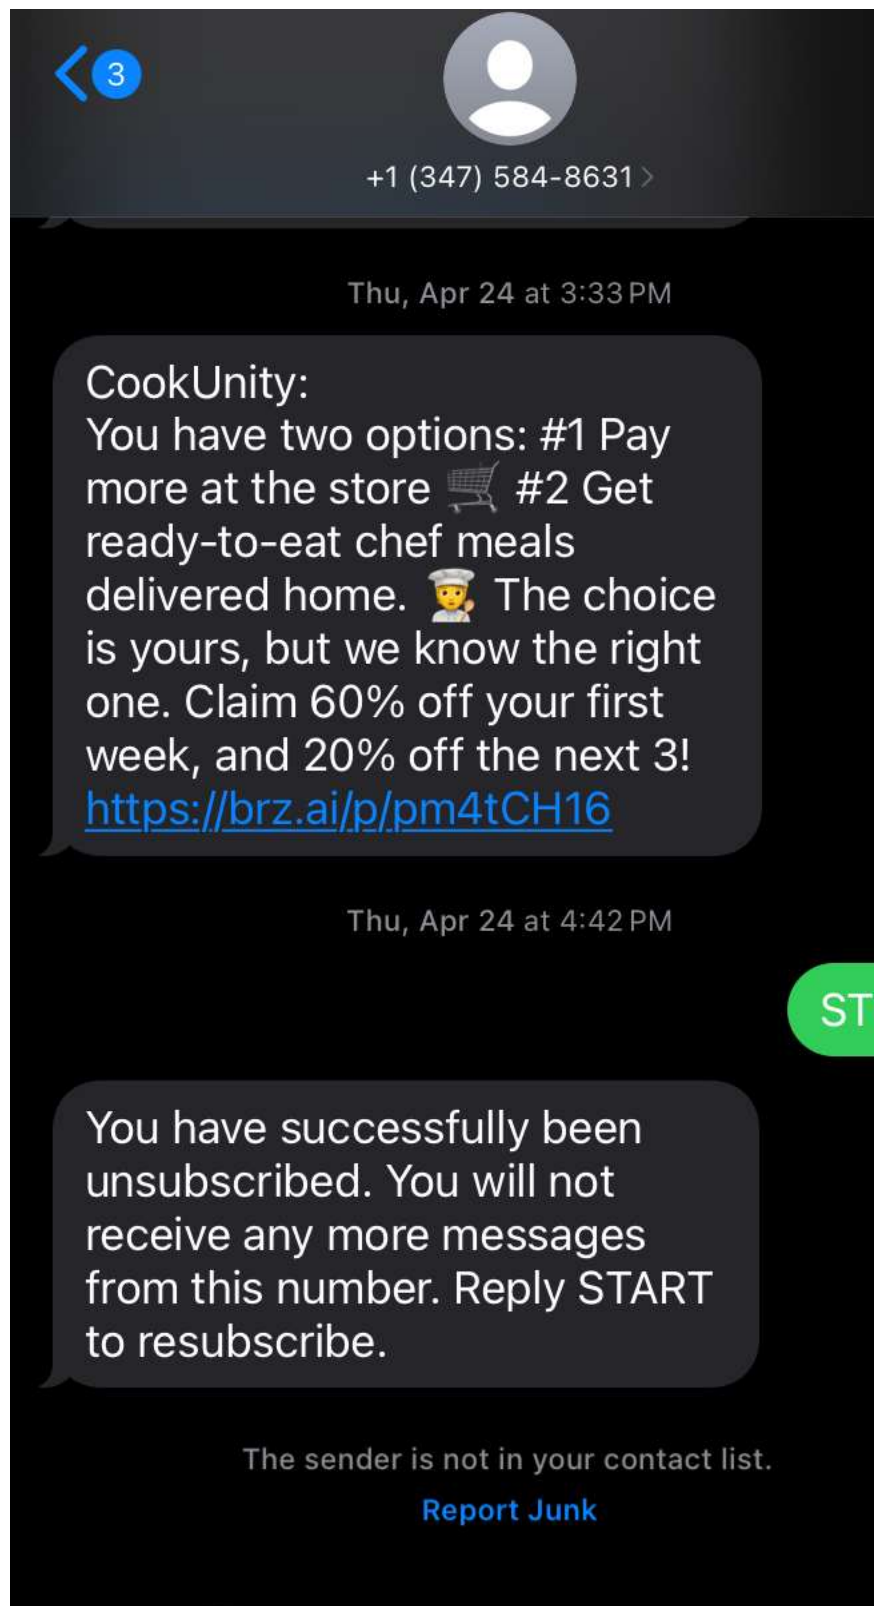 3
+1 (347) 584-8631
Thu, Apr 24 at 3:33 PM
CookUnity:
You have two options: #1 Pay
more at the store 🛒 #2 Get
ready-to-eat chef meals
delivered home. 🧑‍🍳 The choice
is yours, but we know the right
one. Claim 60% off your first
week, and 20% off the next 3!
https://brz.ai/p/pm4tCH16
Thu, Apr 24 at 4:42 PM
ST
You have successfully been
unsubscribed. You will not
receive any more messages
from this number. Reply START
to resubscribe.
The sender is not in your contact list.
Report Junk